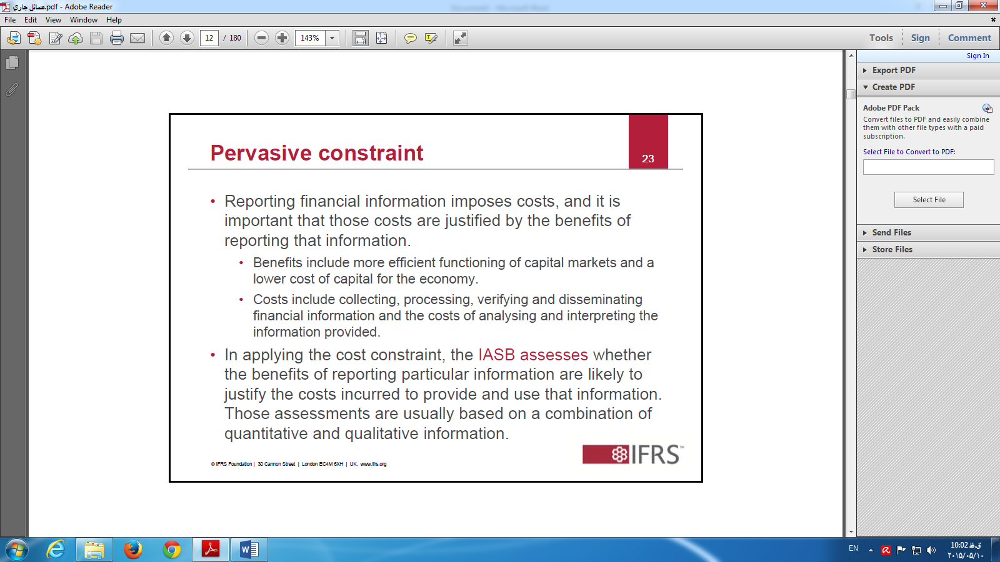 مسائل جاري.pdf - Adobe Reader
File Edit View Window Help
12 / 180 143% Tools Sign Comment
Sign In
Export PDF
Create PDF
Adobe PDF Pack
Convert files to PDF and easily combine
them with other file types with a paid
subscription.
Select File to Convert to PDF:
Select File
Send Files
Store Files
Pervasive constraint
23
• Reporting financial information imposes costs, and it is
important that those costs are justified by the benefits of
reporting that information.
• Benefits include more efficient functioning of capital markets and a
lower cost of capital for the economy.
• Costs include collecting, processing, verifying and disseminating
financial information and the costs of analysing and interpreting the
information provided.
• In applying the cost constraint, the IASB assesses whether
the benefits of reporting particular information are likely to
justify the costs incurred to provide and use that information.
Those assessments are usually based on a combination of
quantitative and qualitative information.
IFRS™
© IFRS Foundation | 30 Cannon Street | London EC4M 6XH | UK. www.ifrs.org
EN
10:02 ق.ظ
٢٠١٥/٠٥/١٠